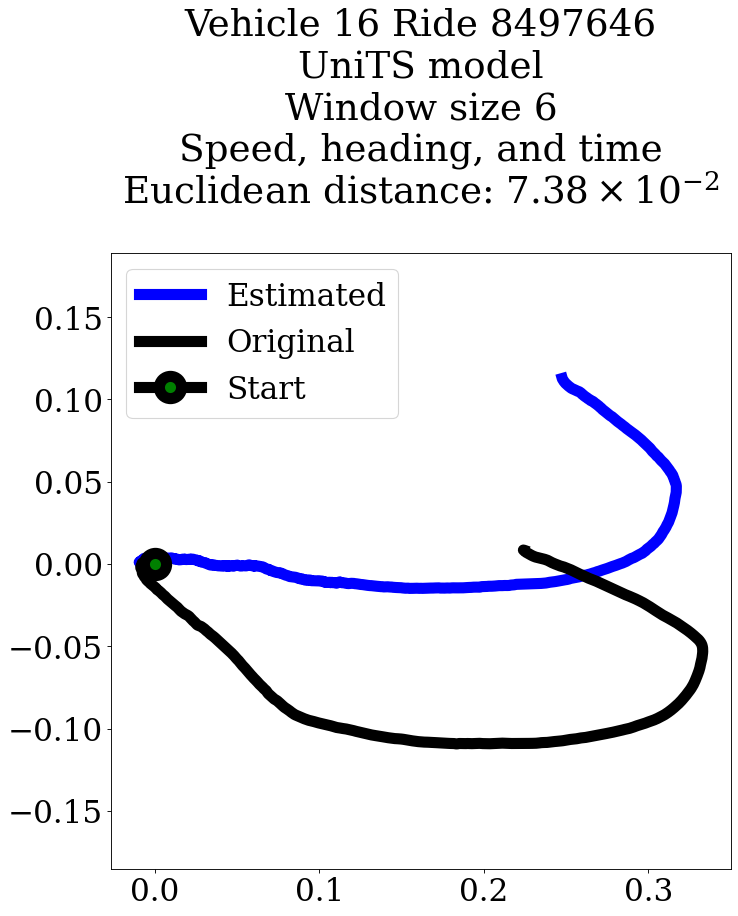 Vehicle 16 Ride 8497646
UniTS model
Window size 6
Speed, heading, and time
Euclidean distance: 7.38 × 10⁻²
Estimated
Original
Start
0.15
0.10
0.05
0.00
−0.05
−0.10
−0.15
0.0 0.1 0.2 0.3